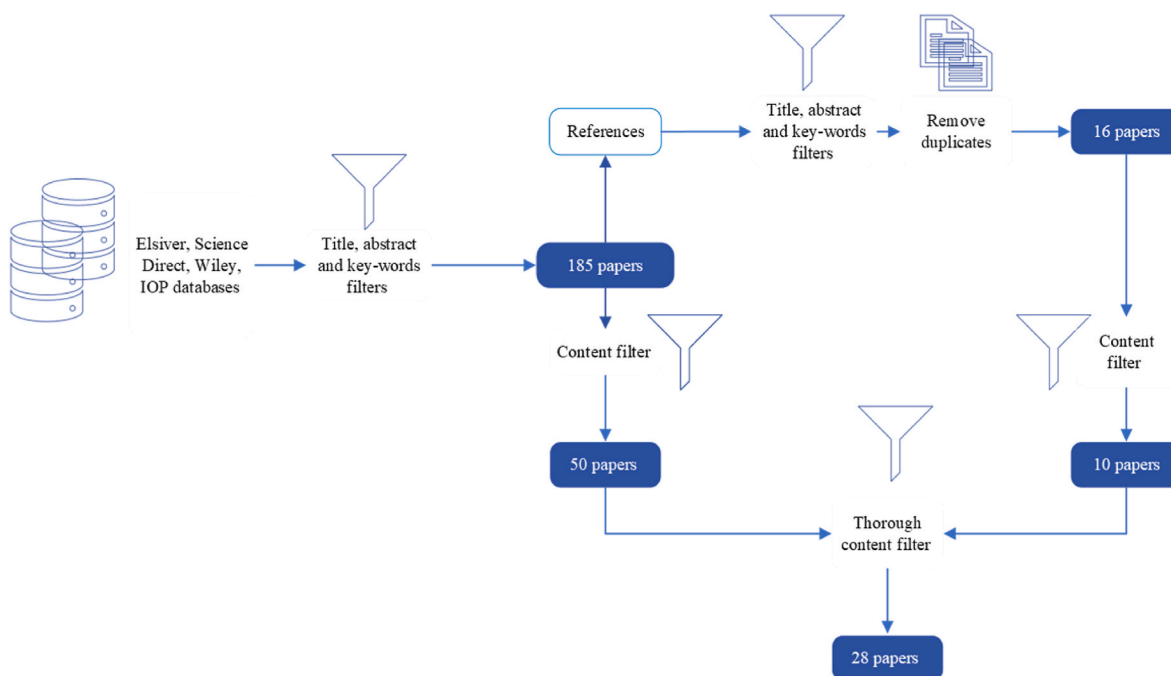 Title, abstract
and key-words
filters
Remove
duplicates
References
16 papers
Elsiver, Science
Direct, Wiley,
IOP databases
Title, abstract
and key-words
filters
185 papers
Content filter
Content
filter
50 papers
10 papers
Thorough
content filter
28 papers